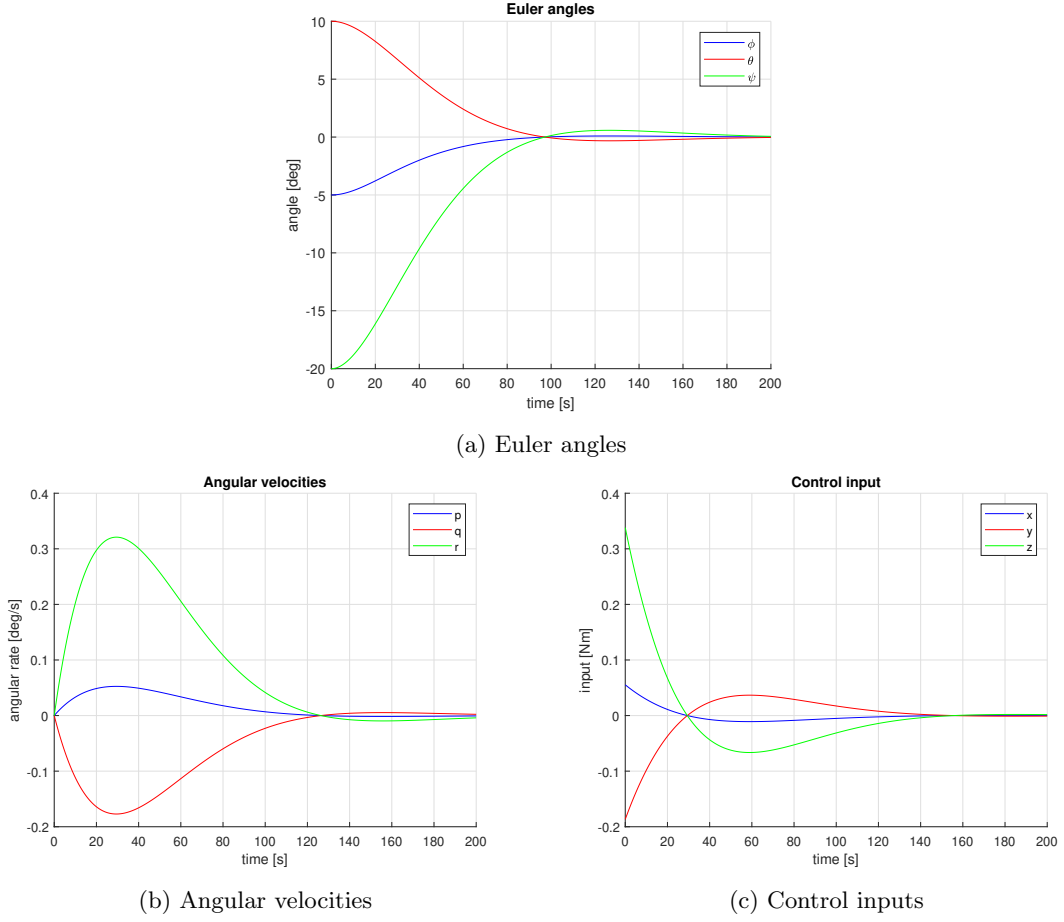 Euler angles
angle [deg]
10
5
0
-5
-10
-15
-20
0 20 40 60 80 100 120 140 160 180 200
time [s]
ϕ
θ
ψ
(a) Euler angles
Angular velocities
angular rate [deg/s]
0.4
0.3
0.2
0.1
0
-0.1
-0.2
0 20 40 60 80 100 120 140 160 180 200
time [s]
p
q
r
(b) Angular velocities
Control input
input [Nm]
0.4
0.3
0.2
0.1
0
-0.1
-0.2
0 20 40 60 80 100 120 140 160 180 200
time [s]
x
y
z
(c) Control inputs